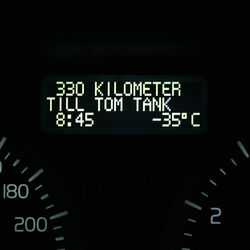 330 KILOMETER
TILL TOM TANK
8:45 -35°C
180
200
2